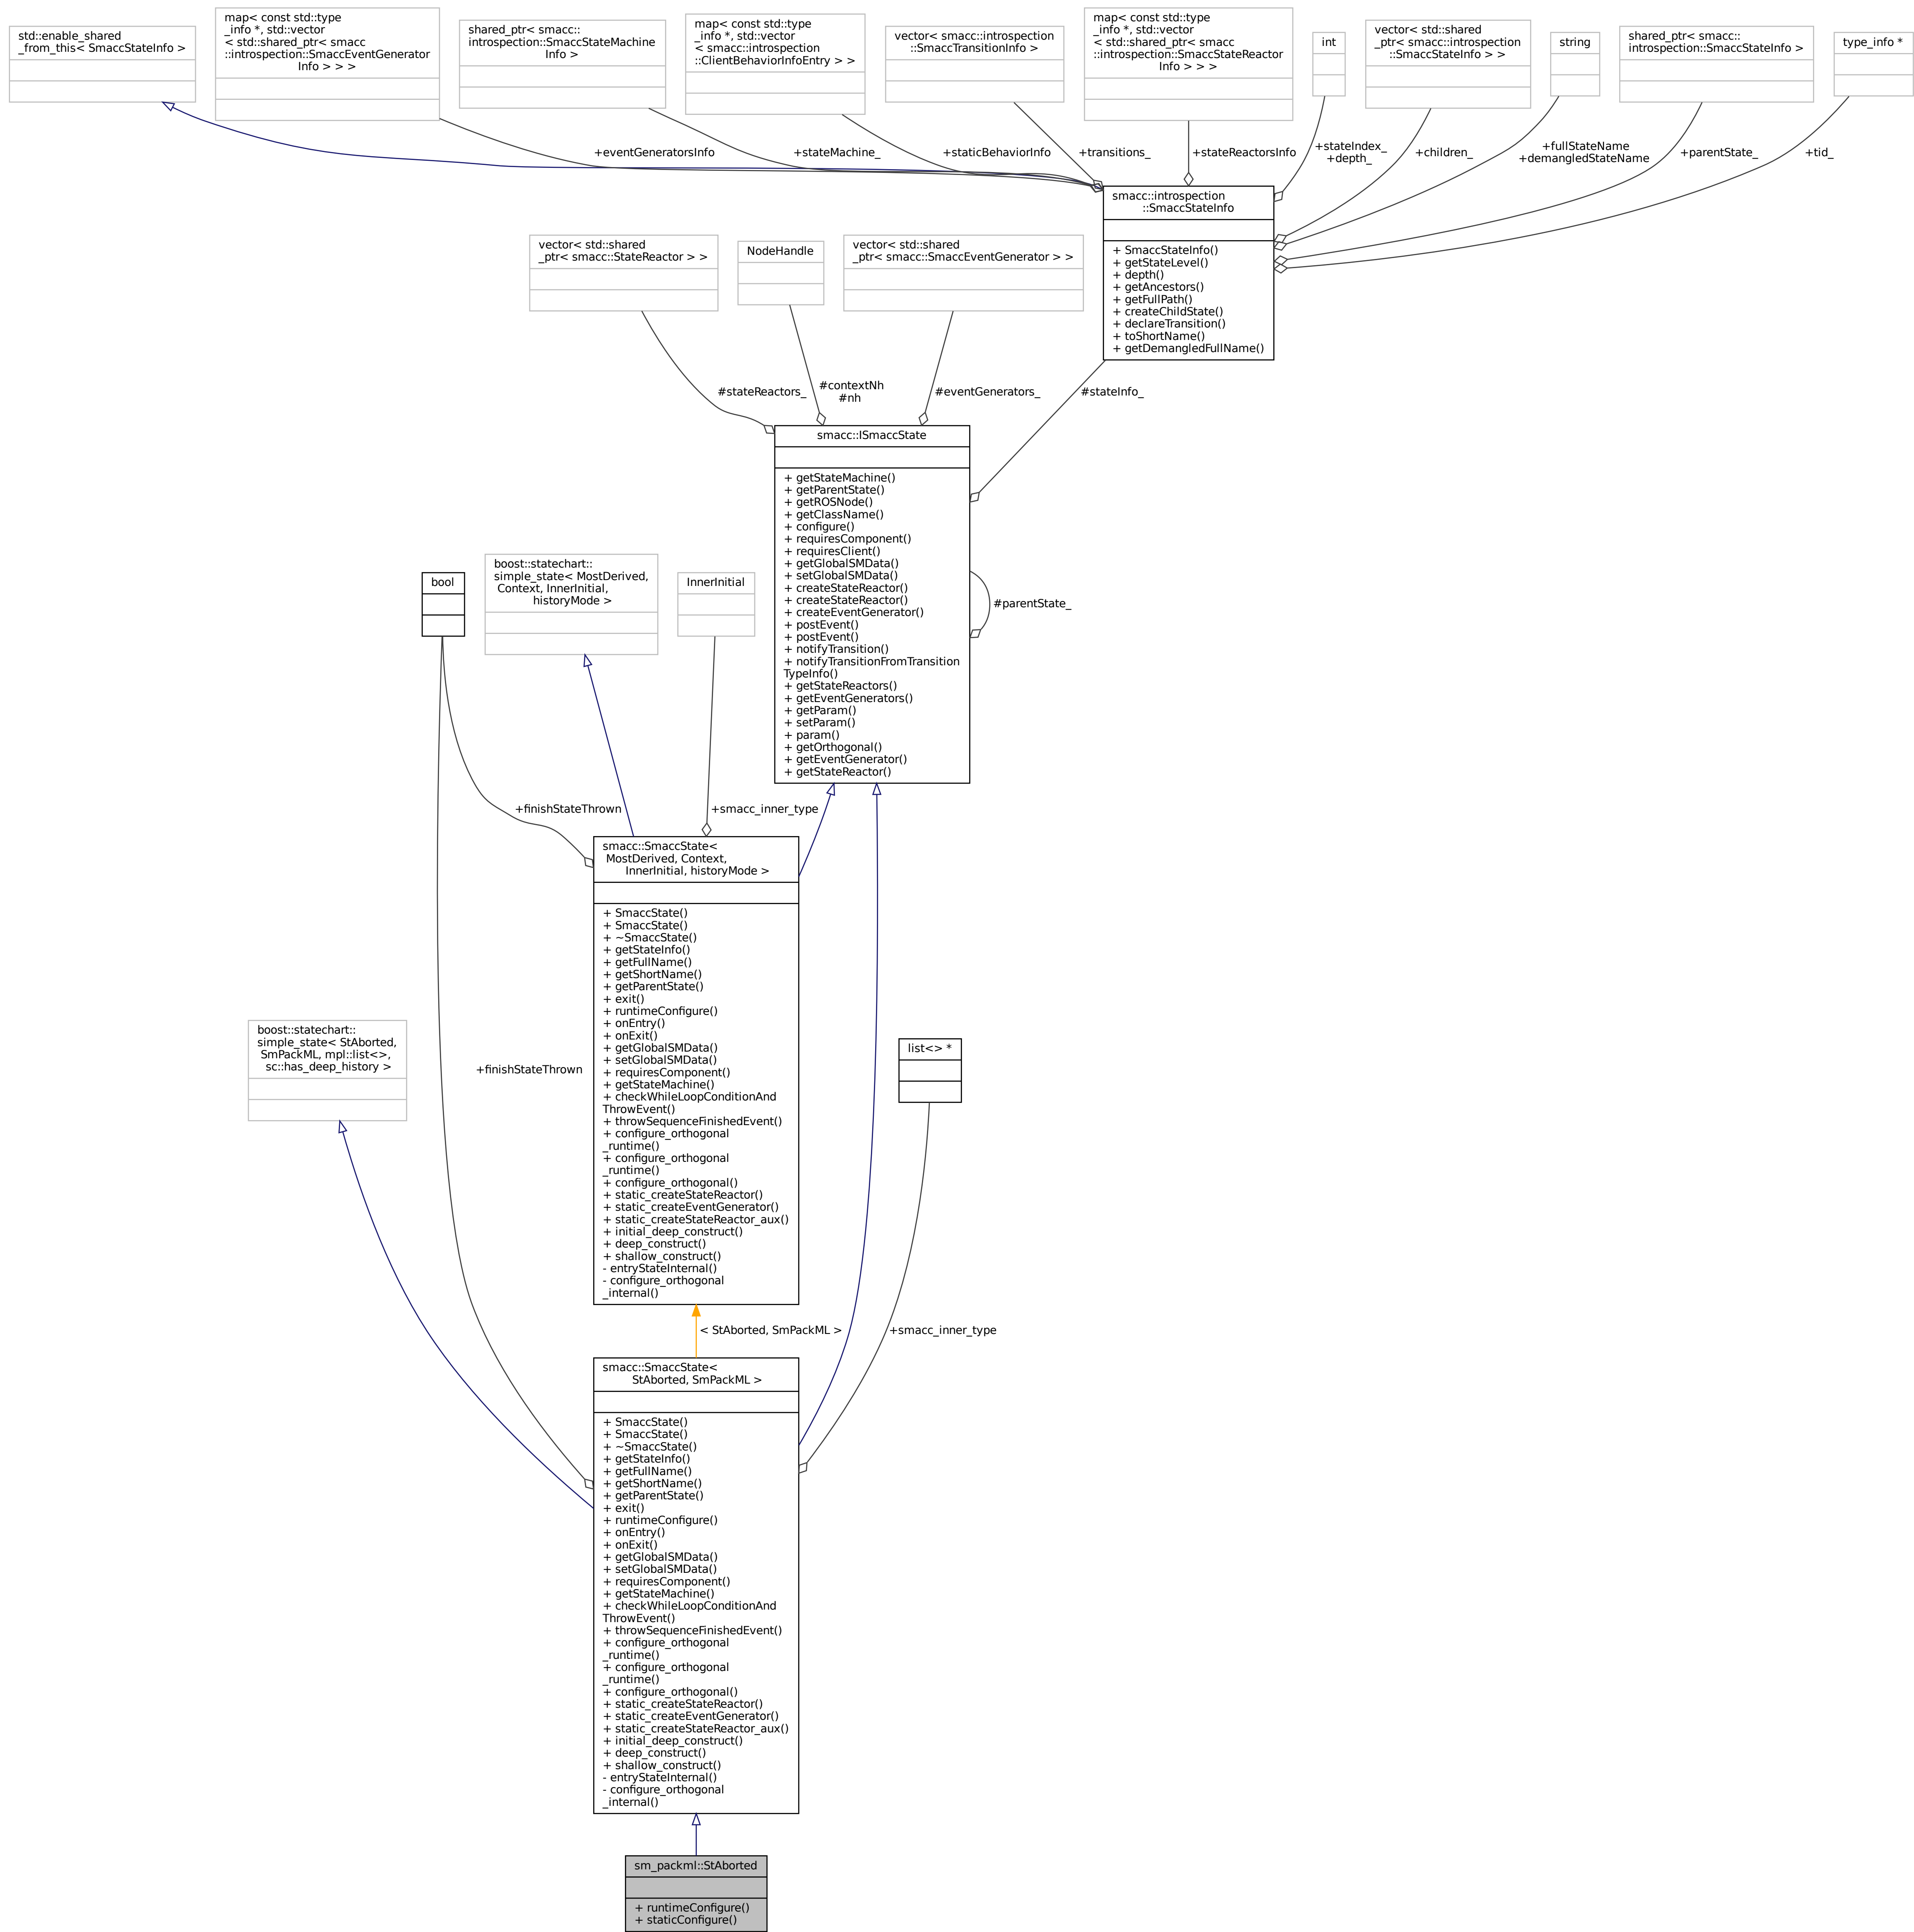 std::enable_shared
_from_this< SmaccStateInfo >
map< const std::type
_info *, std::vector
< std::shared_ptr< smacc
::introspection::SmaccEventGenerator
Info > > >
shared_ptr< smacc::
introspection::SmaccStateMachine
Info >
map< const std::type
_info *, std::vector
< smacc::introspection
::ClientBehaviorInfoEntry > >
vector< smacc::introspection
::SmaccTransitionInfo >
map< const std::type
_info *, std::vector
< std::shared_ptr< smacc
::introspection::SmaccStateReactor
Info > > >
int
vector< std::shared
_ptr< smacc::introspection
::SmaccStateInfo > >
string
shared_ptr< smacc::
introspection::SmaccStateInfo >
type_info *
+eventGeneratorsInfo
+stateMachine_
+staticBehaviorInfo
+transitions_
+stateReactorsInfo
+stateIndex_
+depth_
+children_
+fullStateName
+demangledStateName
+parentState_
+tid_
smacc::introspection
::SmaccStateInfo
+ SmaccStateInfo()
+ getStateLevel()
+ depth()
+ getAncestors()
+ getFullPath()
+ createChildState()
+ declareTransition()
+ toShortName()
+ getDemangledFullName()
vector< std::shared
_ptr< smacc::StateReactor > >
NodeHandle
vector< std::shared
_ptr< smacc::SmaccEventGenerator > >
#stateReactors_
#contextNh
#nh
#eventGenerators_
#stateInfo_
smacc::ISmaccState
+ getStateMachine()
+ getParentState()
+ getROSNode()
+ getClassName()
+ configure()
+ requiresComponent()
+ requiresClient()
+ getGlobalSMData()
+ setGlobalSMData()
+ createStateReactor()
+ createStateReactor()
+ createEventGenerator()
+ postEvent()
+ postEvent()
+ notifyTransition()
+ notifyTransitionFromTransition
TypeInfo()
+ getStateReactors()
+ getEventGenerators()
+ getParam()
+ setParam()
+ param()
+ getOrthogonal()
+ getEventGenerator()
+ getStateReactor()
#parentState_
bool
boost::statechart::
simple_state< MostDerived,
Context, InnerInitial,
historyMode >
InnerInitial
+finishStateThrown
+smacc_inner_type
smacc::SmaccState<
MostDerived, Context,
InnerInitial, historyMode >
+ SmaccState()
+ SmaccState()
+ ~SmaccState()
+ getStateInfo()
+ getFullName()
+ getShortName()
+ getParentState()
+ exit()
+ runtimeConfigure()
+ onEntry()
+ onExit()
+ getGlobalSMData()
+ setGlobalSMData()
+ requiresComponent()
+ getStateMachine()
+ checkWhileLoopConditionAnd
ThrowEvent()
+ throwSequenceFinishedEvent()
+ configure_orthogonal
_runtime()
+ configure_orthogonal
_runtime()
+ configure_orthogonal()
+ static_createStateReactor()
+ static_createEventGenerator()
+ static_createStateReactor_aux()
+ initial_deep_construct()
+ deep_construct()
+ shallow_construct()
- entryStateInternal()
- configure_orthogonal
_internal()
boost::statechart::
simple_state< StAborted,
SmPackML, mpl::list<>,
sc::has_deep_history >
+finishStateThrown
list<> *
< StAborted, SmPackML >
+smacc_inner_type
smacc::SmaccState<
StAborted, SmPackML >
+ SmaccState()
+ SmaccState()
+ ~SmaccState()
+ getStateInfo()
+ getFullName()
+ getShortName()
+ getParentState()
+ exit()
+ runtimeConfigure()
+ onEntry()
+ onExit()
+ getGlobalSMData()
+ setGlobalSMData()
+ requiresComponent()
+ getStateMachine()
+ checkWhileLoopConditionAnd
ThrowEvent()
+ throwSequenceFinishedEvent()
+ configure_orthogonal
_runtime()
+ configure_orthogonal
_runtime()
+ configure_orthogonal()
+ static_createStateReactor()
+ static_createEventGenerator()
+ static_createStateReactor_aux()
+ initial_deep_construct()
+ deep_construct()
+ shallow_construct()
- entryStateInternal()
- configure_orthogonal
_internal()
sm_packml::StAborted
+ runtimeConfigure()
+ staticConfigure()